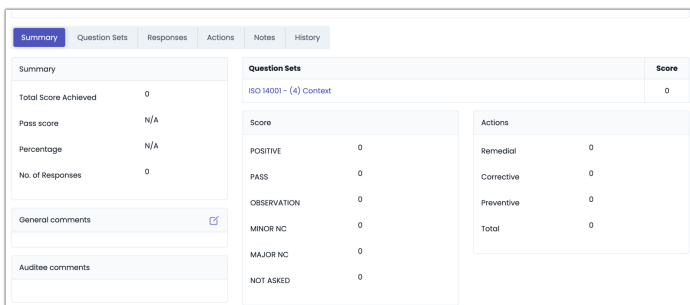 Summary Question Sets Responses Actions Notes History
Summary
Total Score Achieved 0
Pass score N/A
Percentage N/A
No. of Responses 0
General comments
Auditee comments
Question Sets Score
ISO 14001 - (4) Context 0
Score
POSITIVE 0
PASS 0
OBSERVATION 0
MINOR NC 0
MAJOR NC 0
NOT ASKED 0
Actions
Remedial 0
Corrective 0
Preventive 0
Total 0